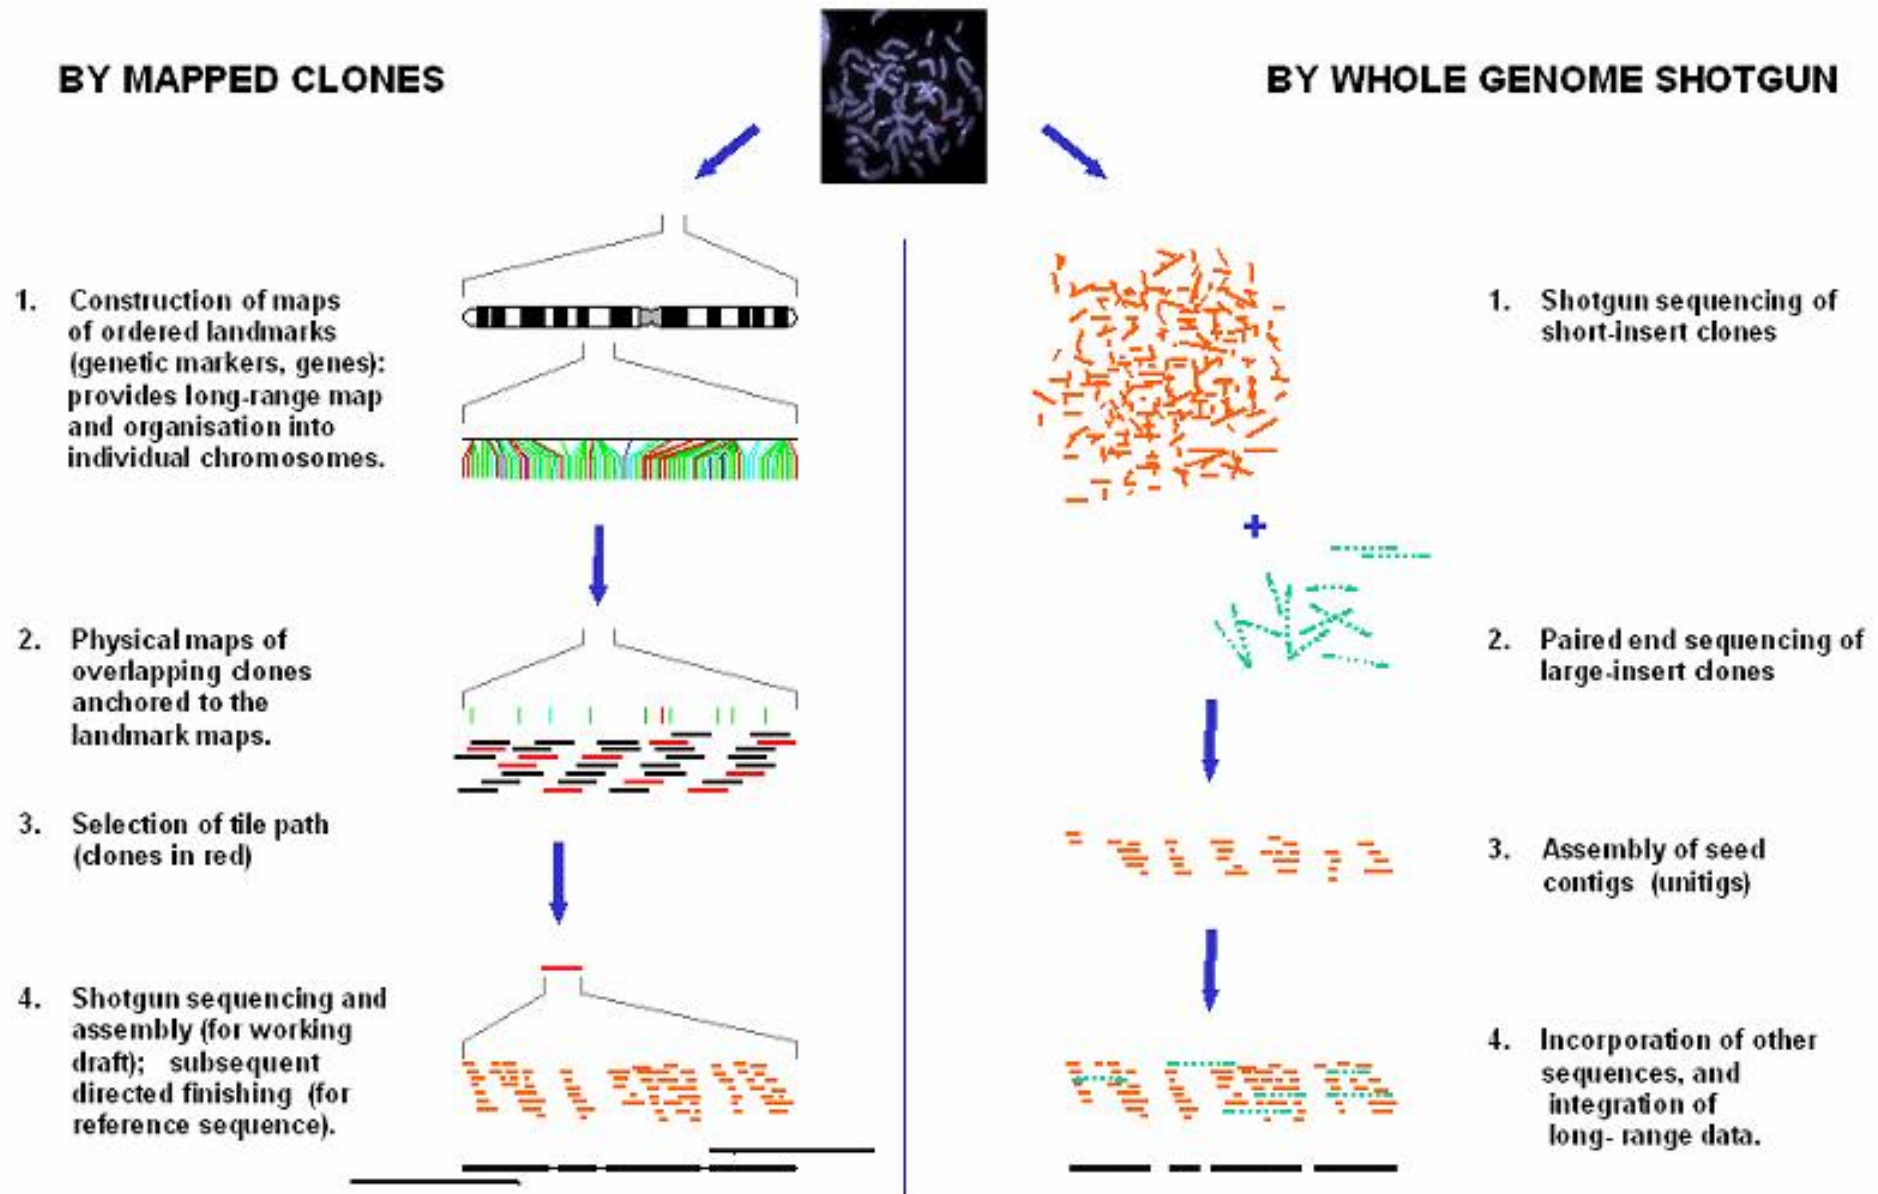 BY MAPPED CLONES
BY WHOLE GENOME SHOTGUN
1. Construction of maps
of ordered landmarks
(genetic markers, genes):
provides long-range map
and organisation into
individual chromosomes.
2. Physical maps of
overlapping clones
anchored to the
landmark maps.
3. Selection of tile path
(clones in red)
4. Shotgun sequencing and
assembly (for working
draft); subsequent
directed finishing (for
reference sequence).
1. Shotgun sequencing of
short-insert clones
+
2. Paired end sequencing of
large-insert clones
3. Assembly of seed
contigs (unitigs)
4. Incorporation of other
sequences, and
integration of
long- range data.